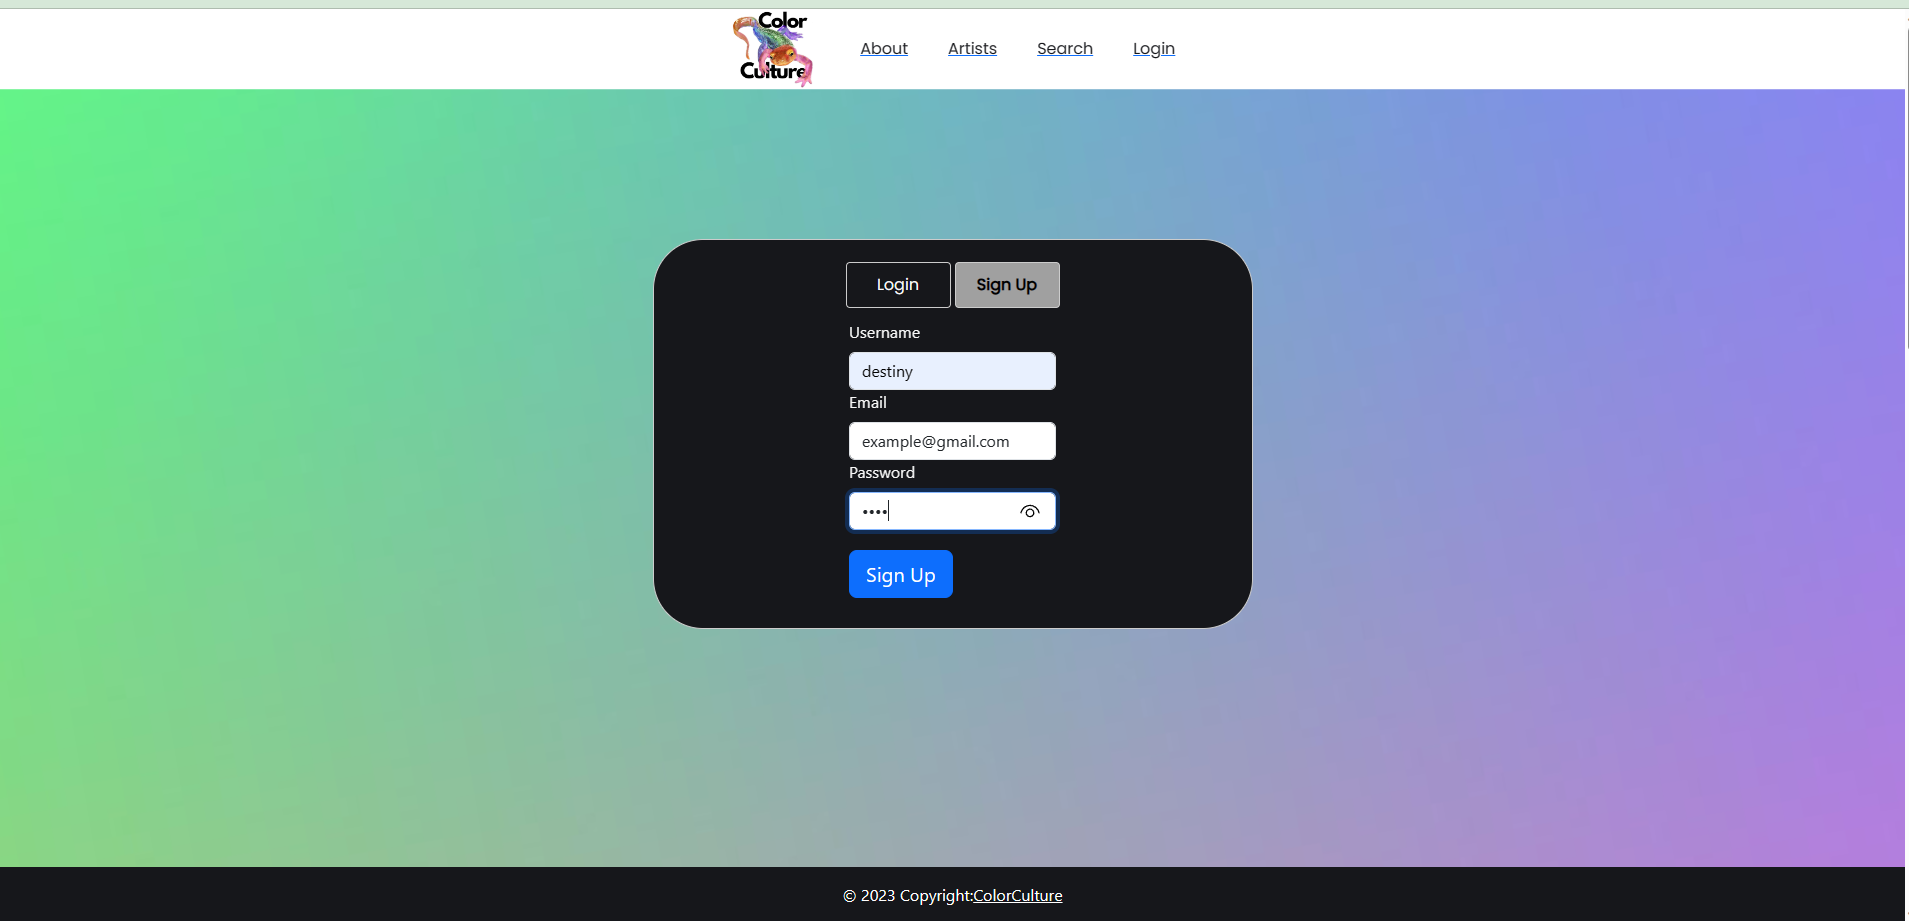 Color
Culture
About Artists Search Login
Login Sign Up
Username
destiny
Email
example@gmail.com
Password
••••
Sign Up
© 2023 Copyright:ColorCulture